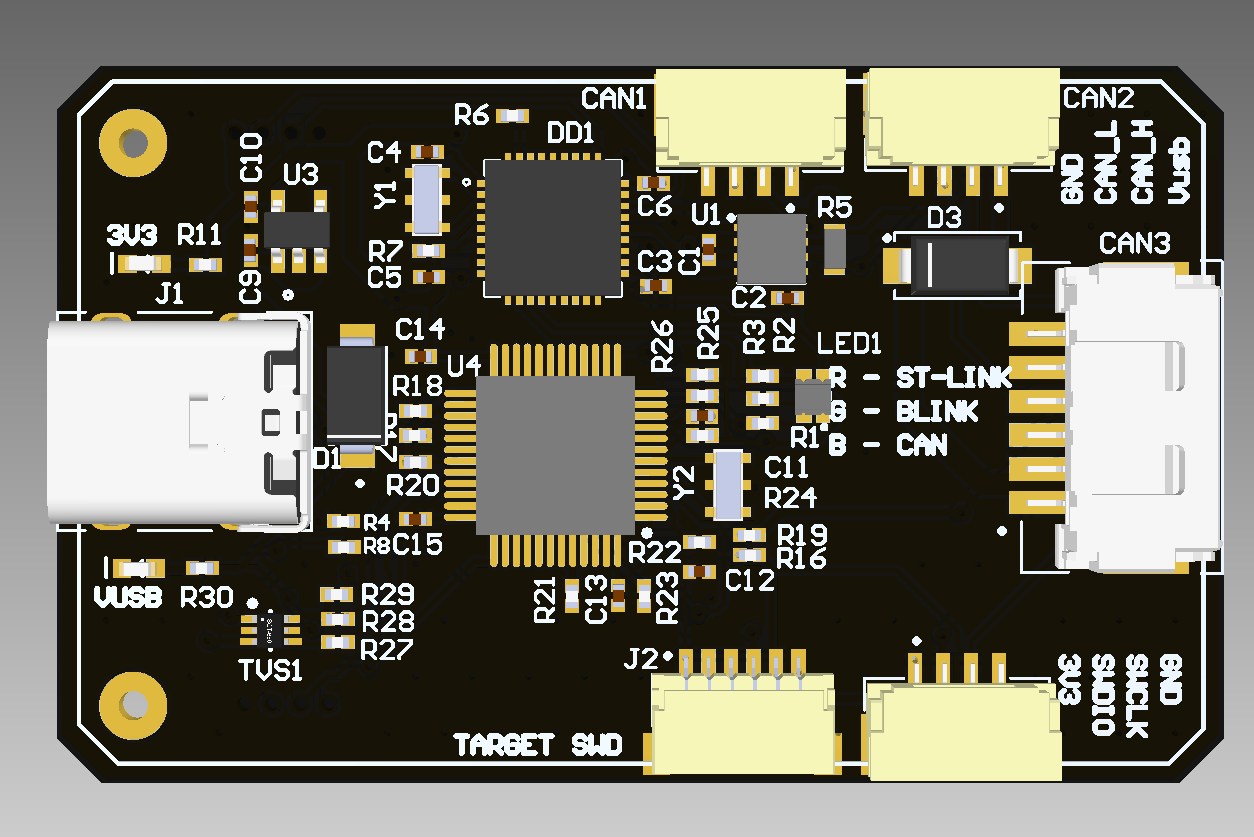 CAN1
CAN2
R6
DD1
C4
C10
U3
Y1
C6
GND
CAN_L
CAN_H
Vusb
3V3
R11
R7
C5
C9
J1
C3
U1
C1
C2
R5
D3
CAN3
C14
U4
R18
R26
R25
R3
R2
LED1
R - ST-LINK
G - BLINK
B - CAN
R1
D1
R20
Y2
C11
R24
R4
R8
C15
R22
R19
R16
C12
VUSB
R30
R29
R28
R27
TVS1
R21
C13
R23
J2
3V3
SWDIO
SWCLK
GND
TARGET SWD